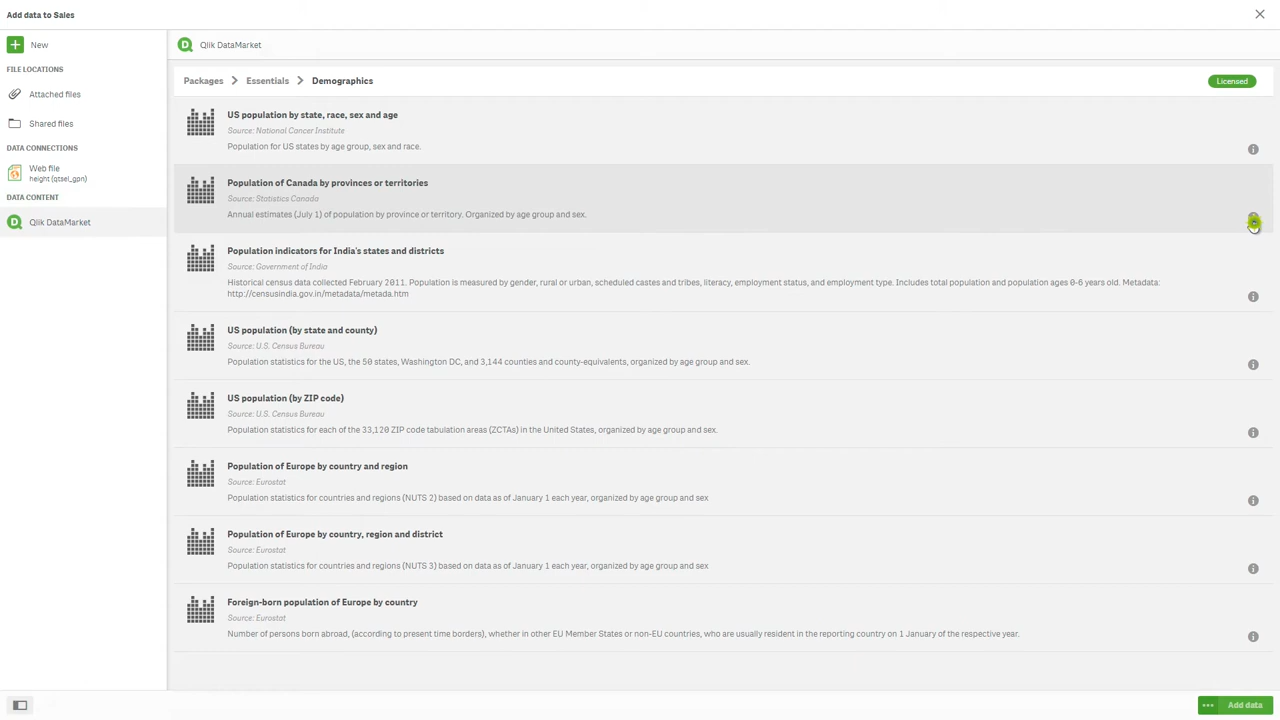 Add data to Sales
New
FILE LOCATIONS
Attached files
Shared files
DATA CONNECTIONS
Web file
height (qtsel_gpn)
DATA CONTENT
Qlik DataMarket
Qlik DataMarket
Packages > Essentials > Demographics
Licensed
US population by state, race, sex and age
Source: National Cancer Institute
Population for US states by age group, sex and race.
Population of Canada by provinces or territories
Source: Statistics Canada
Annual estimates (July 1) of population by province or territory. Organized by age group and sex.
Population indicators for India's states and districts
Source: Government of India
Historical census data collected February 2011. Population is measured by gender, rural or urban, scheduled castes and tribes, literacy, employment status, and employment type. Includes total population and population ages 0-6 years old. Metadata:
http://censusindia.gov.in/metadata/metada.htm
US population (by state and county)
Source: U.S. Census Bureau
Population statistics for the US, the 50 states, Washington DC, and 3,144 counties and county-equivalents, organized by age group and sex.
US population (by ZIP code)
Source: U.S. Census Bureau
Population statistics for each of the 33,120 ZIP code tabulation areas (ZCTAs) in the United States, organized by age group and sex.
Population of Europe by country and region
Source: Eurostat
Population statistics for countries and regions (NUTS 2) based on data as of January 1 each year, organized by age group and sex
Population of Europe by country, region and district
Source: Eurostat
Population statistics for countries and regions (NUTS 3) based on data as of January 1 each year, organized by age group and sex
Foreign-born population of Europe by country
Source: Eurostat
Number of persons born abroad, (according to present time borders), whether in other EU Member States or non-EU countries, who are usually resident in the reporting country on 1 January of the respective year.
Add data